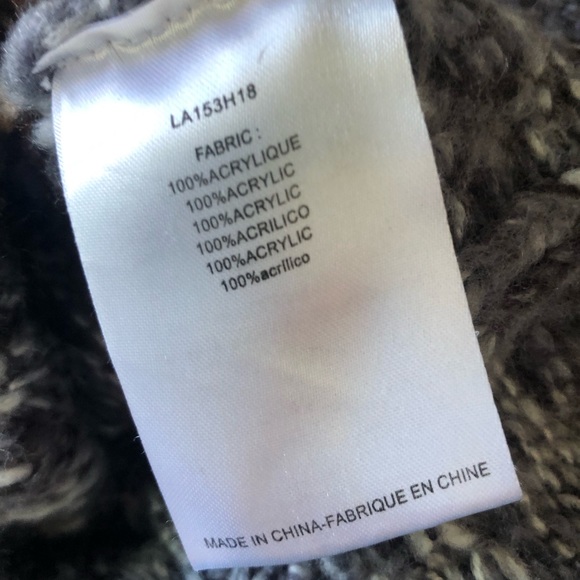 LA153H18
FABRIC :
100%ACRYLIQUE
100%ACRYLIC
100%ACRYLIC
100%ACRILICO
100%ACRYLIC
100%acrilico
MADE IN CHINA-FABRIQUE EN CHINE